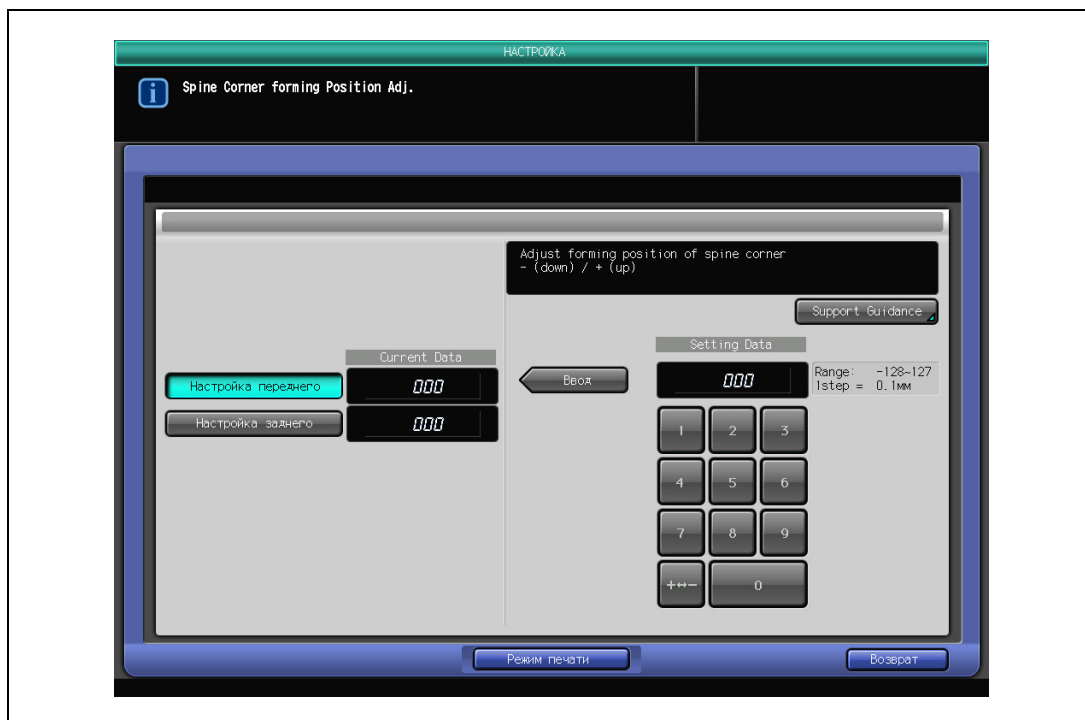 НАСТРОЙКА
Spine Corner forming Position Adj.
Adjust forming position of spine corner
- (down) / + (up)
Support Guidance
Setting Data
Current Data
Настройка переднего
000
Ввод
000
Range: -128~127
1step = 0.1мм
Настройка заднего
000
1 2 3
4 5 6
7 8 9
+↔- 0
Режим печати
Возврат